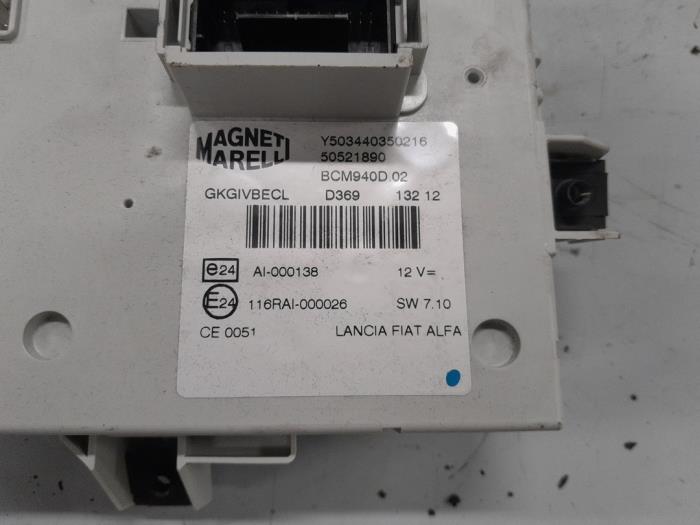 MAGNETI
MARELLI
Y503440350216
50521890
BCM940D.02
GKGIVBECL D369 132 12
e24 AI-000138 12 V=
E24 116RAI-000026 SW 7.10
CE 0051 LANCIA FIAT ALFA